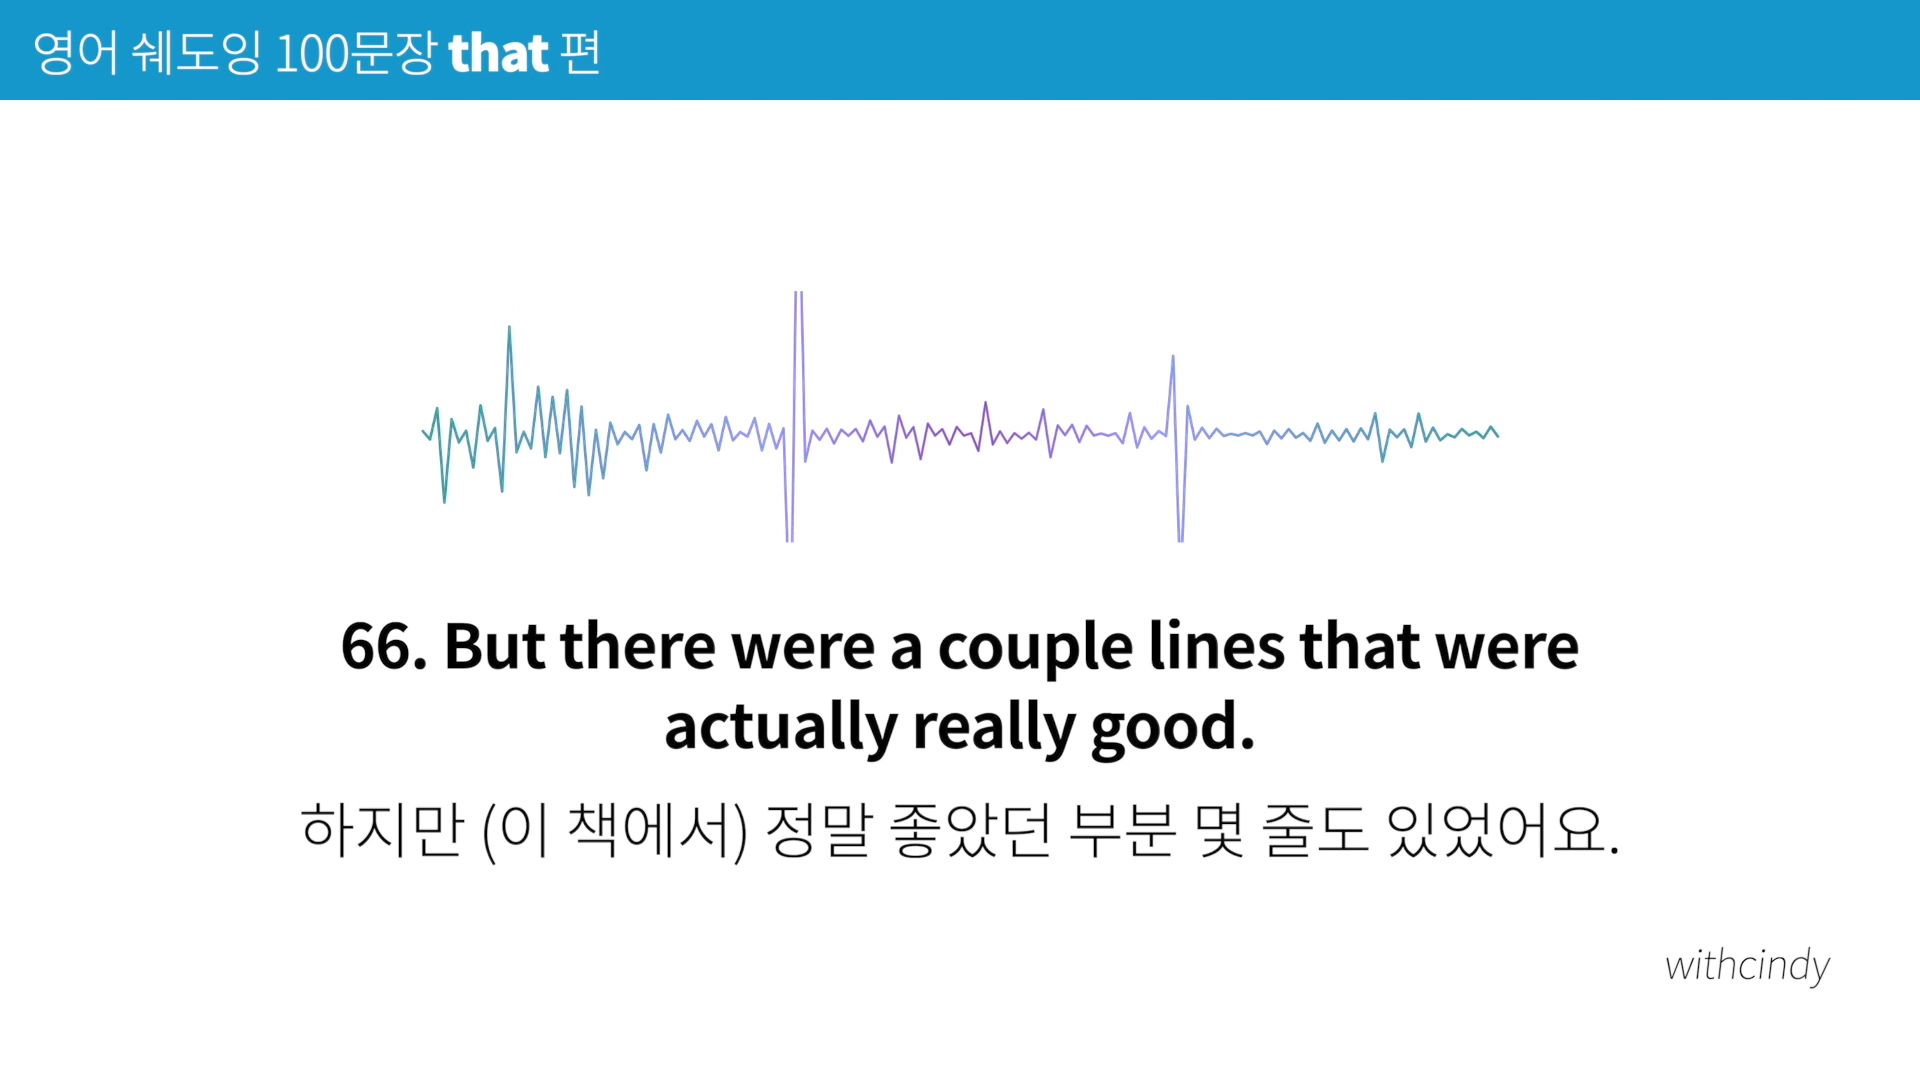 영어 쉐도잉 100문장 that 편
66. But there were a couple lines that were
actually really good.
하지만 (이 책에서) 정말 좋았던 부분 몇 줄도 있었어요.
withcindy